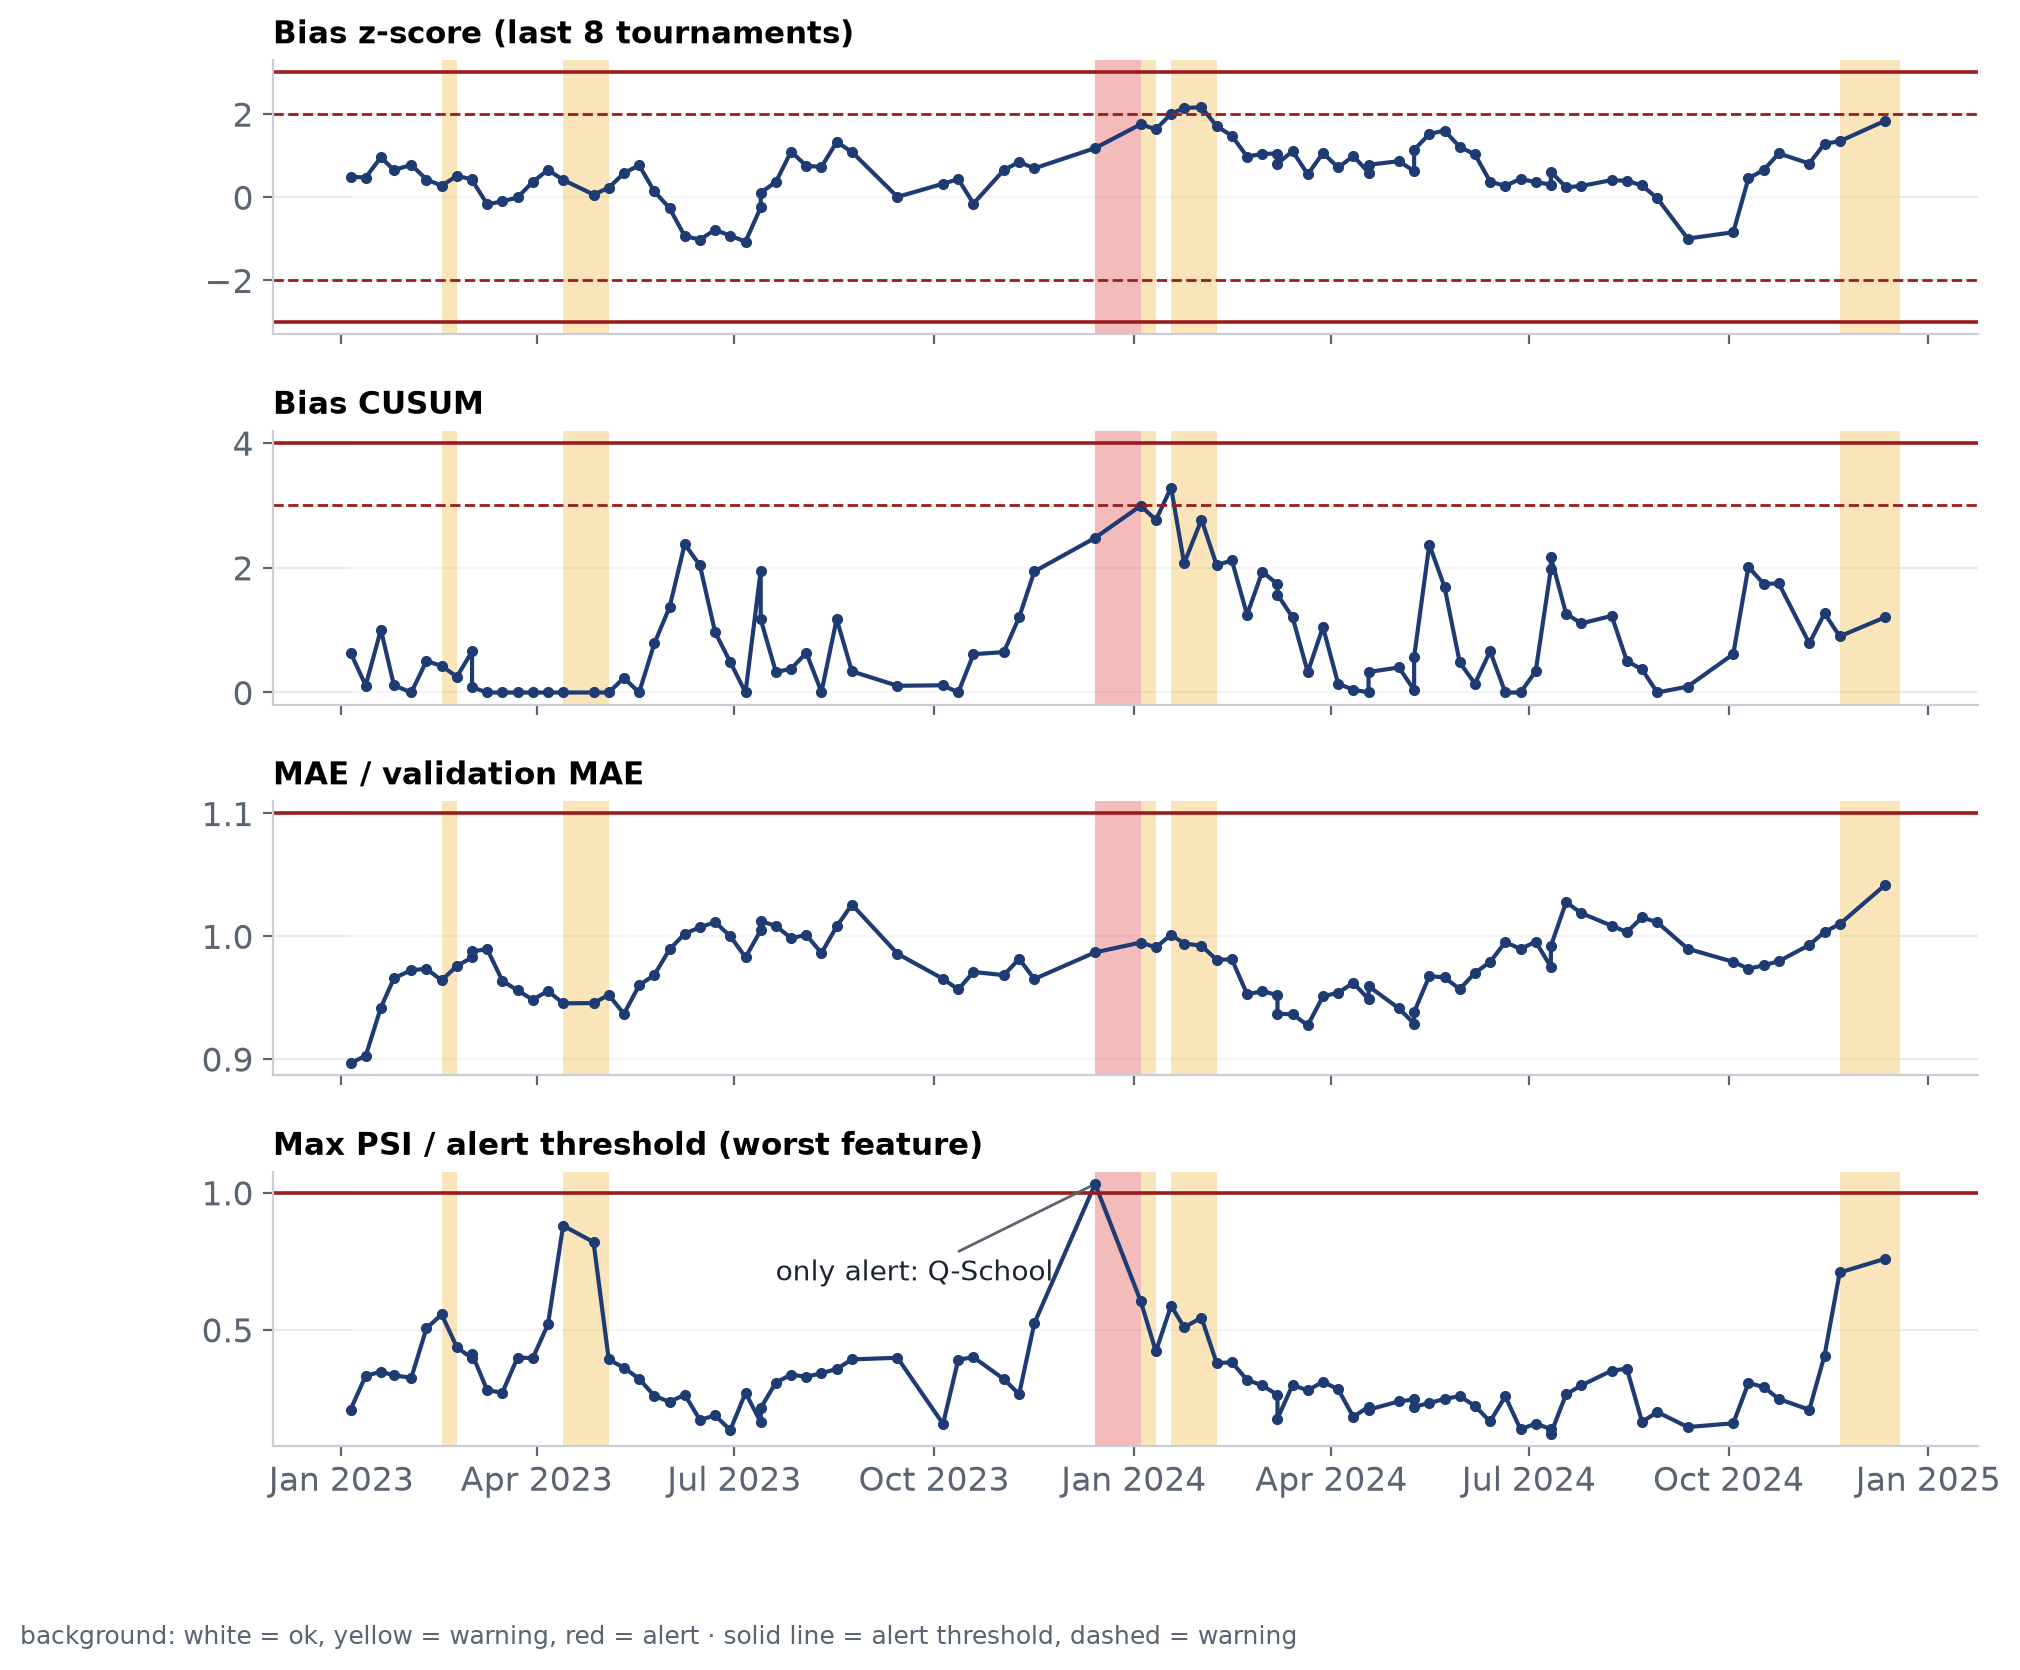 Bias z-score (last 8 tournaments)
2
0
−2
Bias CUSUM
4
2
0
MAE / validation MAE
1.1
1.0
0.9
Max PSI / alert threshold (worst feature)
1.0
only alert: Q-School
0.5
Jan 2023 Apr 2023 Jul 2023 Oct 2023 Jan 2024 Apr 2024 Jul 2024 Oct 2024 Jan 2025
background: white = ok, yellow = warning, red = alert · solid line = alert threshold, dashed = warning